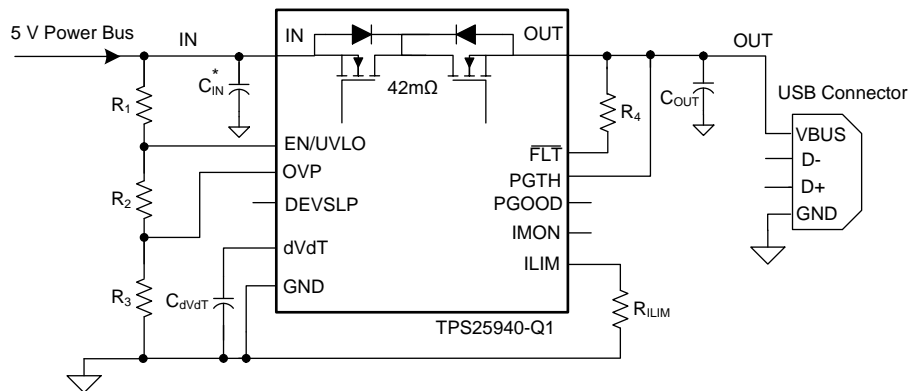 5 V Power Bus
IN
IN
OUT
OUT
42mΩ
R1
CIN*
R4
COUT
USB Connector
VBUS
D-
D+
GND
EN/UVLO
FLT
OVP
PGTH
R2
DEVSLP
PGOOD
IMON
dVdT
ILIM
GND
R3
CdVdT
RILIM
TPS25940-Q1